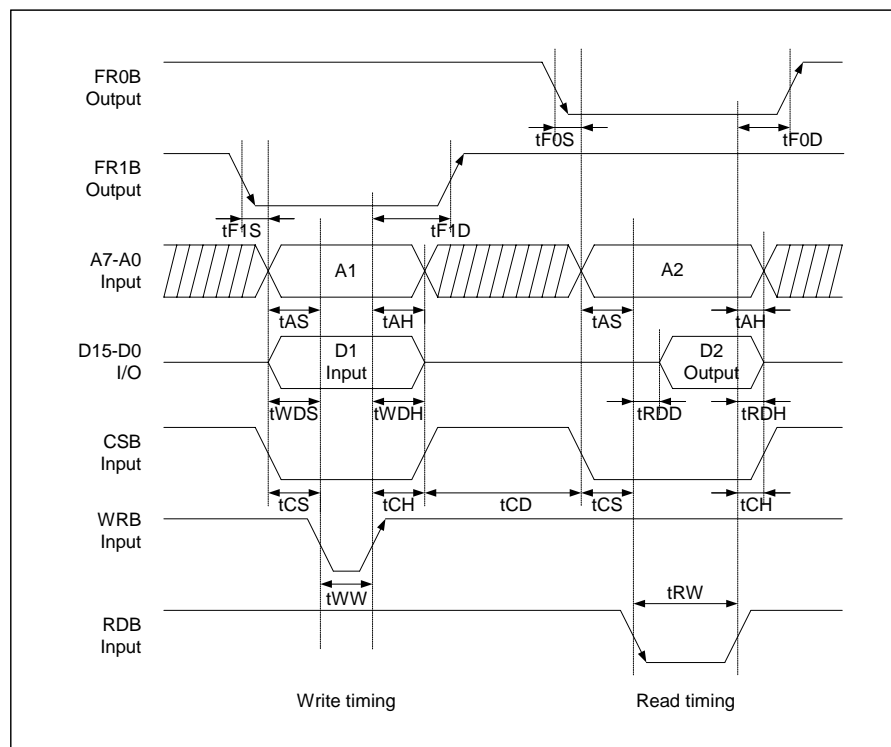 FR0B
Output
tF0S
tF0D
FR1B
Output
tF1S
tF1D
A7-A0
Input
A1
A2
tAS
tAH
tAS
tAH
D15-D0
I/O
D1
Input
D2
Output
tWDS
tWDH
tRDD
tRDH
CSB
Input
tCS
tCH
tCD
tCS
tCH
WRB
Input
tWW
tRW
RDB
Input
Write timing
Read timing